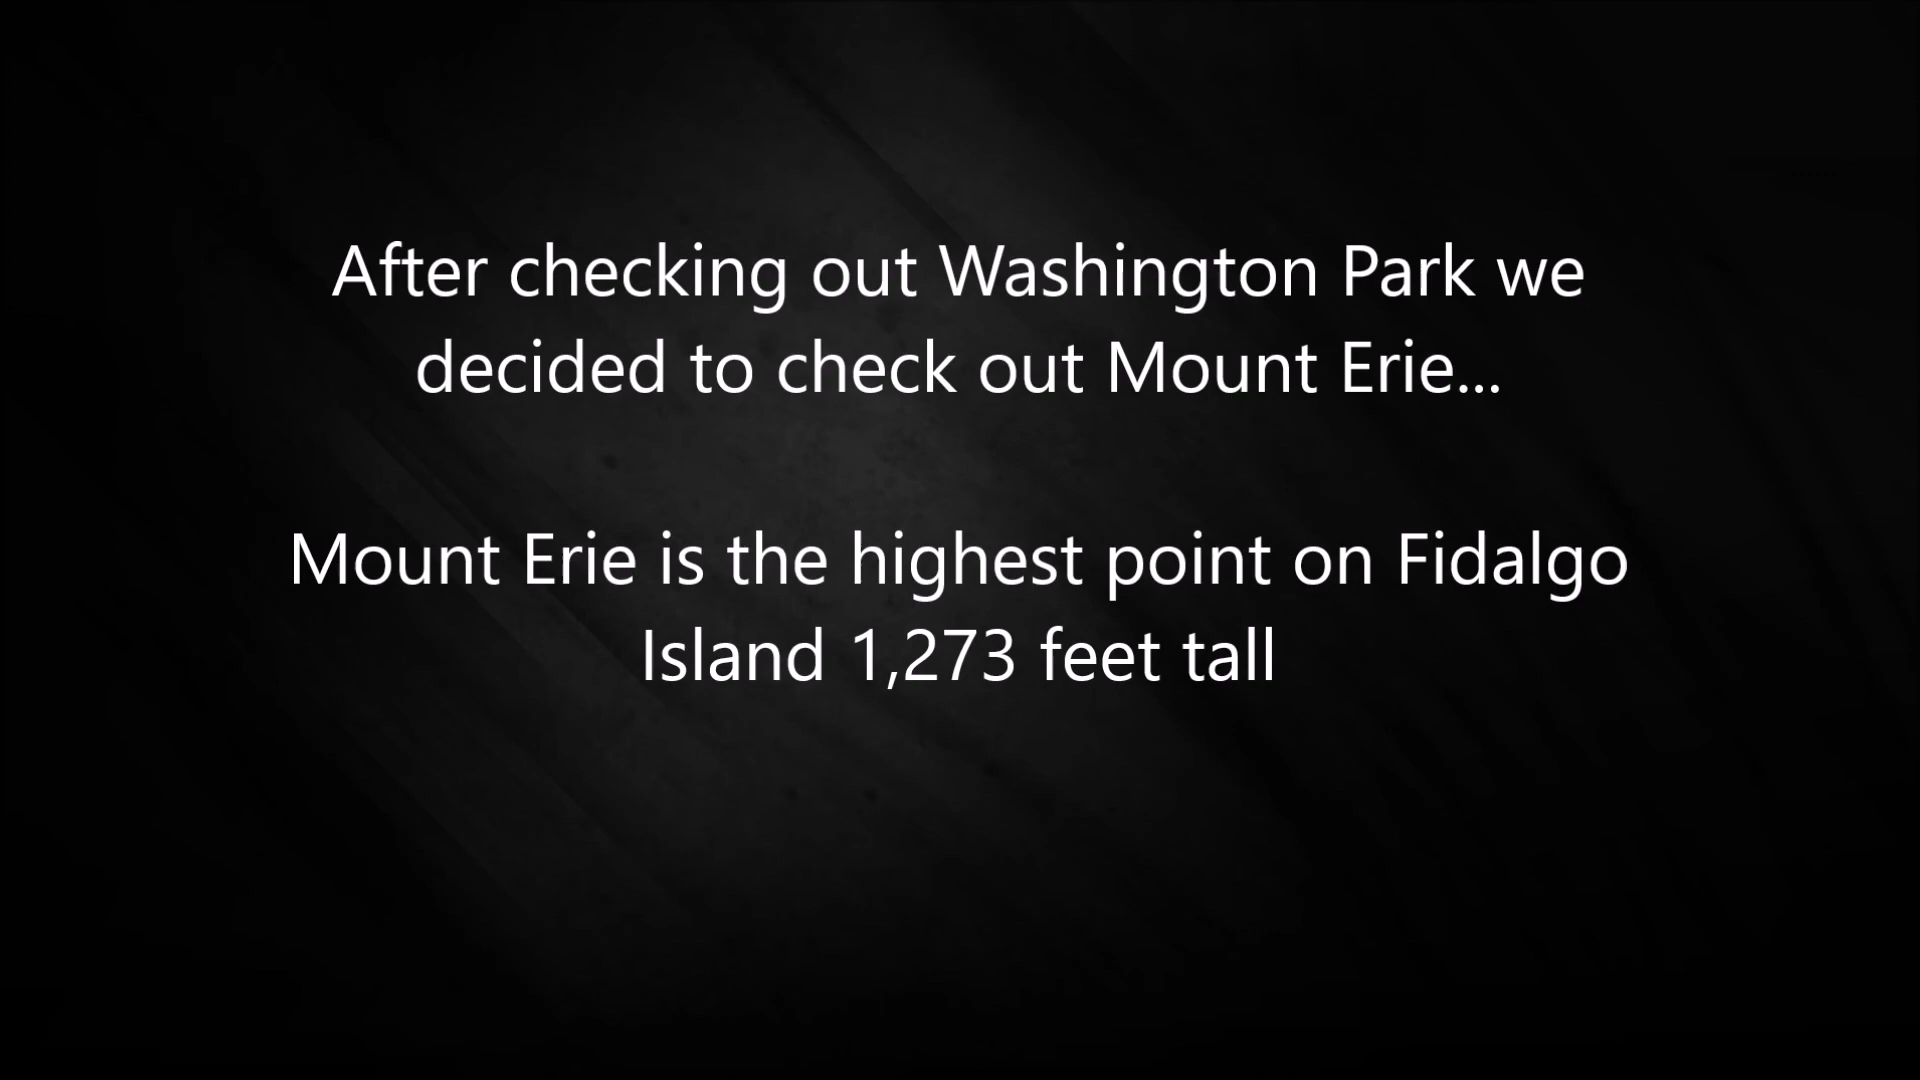 After checking out Washington Park we
decided to check out Mount Erie...
Mount Erie is the highest point on Fidalgo
Island 1,273 feet tall